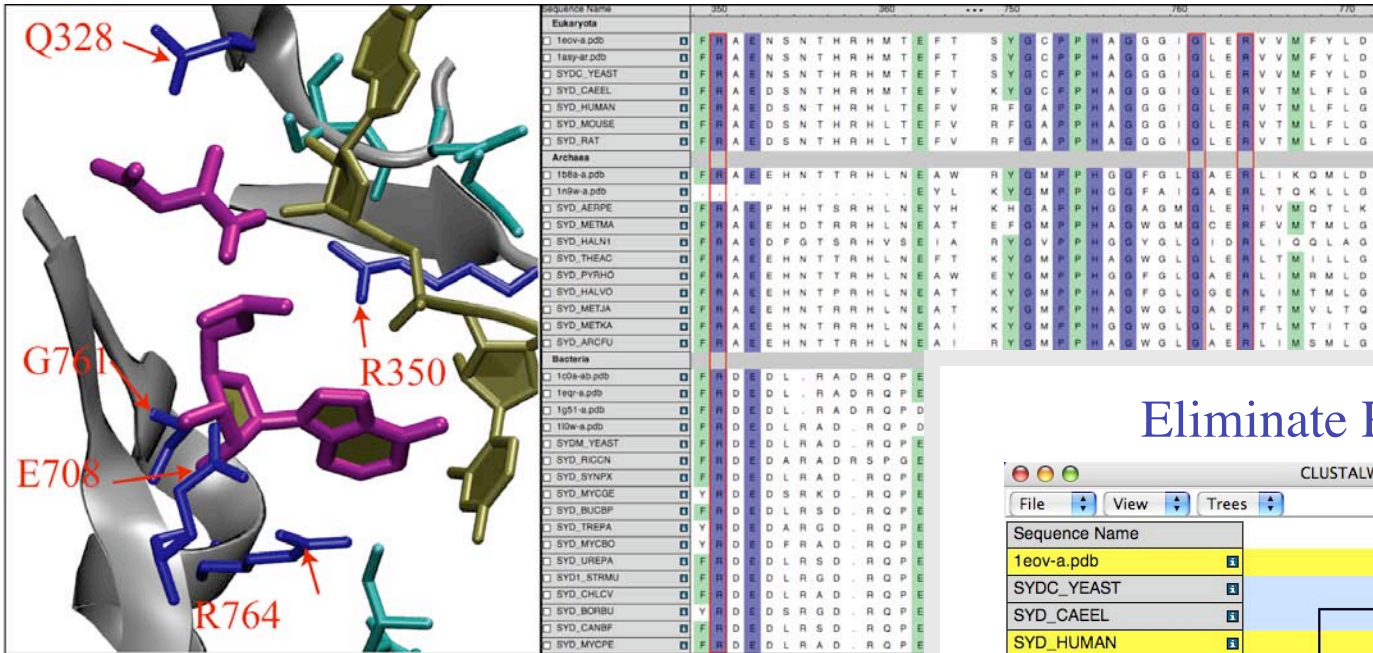 Q328
R350
G761
E708
R764
Sequence Name 350 360 ... 750 760 770
Eukaryota
1eov-a.pdb F R A E N S N T H R H M T E F T S Y G C P P H A G G G I G L E R V V M F Y L D
1asy-ar.pdb F R A E N S N T H R H M T E F T S Y G C P P H A G G G I G L E R V V M F Y L D
SYDC_YEAST F R A E N S N T H R H M T E F T S Y G C P P H A G G G I G L E R V V M F Y L D
SYD_CAEEL F R A E D S N T H R H M T E F V K Y G C P P H A G G G I G L E R V T M L F L G
SYD_HUMAN F R A E D S N T H R H L T E F V R F G A P P H A G G G I G L E R V T M L F L G
SYD_MOUSE F R A E D S N T H R H L T E F V R F G A P P H A G G G I G L E R V T M L F L G
SYD_RAT F R A E D S N T H R H L T E F V R F G A P P H A G G G I G L E R V T M L F L G
Archaea
1b8a-a.pdb F R A E E H N T T R H L N E A W R Y G M P P H G G F G L G A E R L I K Q M L D
1n9w-a.pdb . . . . . . . . . . . . . E Y L K Y G M P P H G G F A I G A E R L T Q K L L G
SYD_AERPE F R A E P H H T S R H L N E Y H K H G A P P H G G A G M G L E R I V M Q T L K
SYD_METMA F R A E E H D T R R H L N E A T E F G M P P H A G W G M G C E R F V M T M L G
SYD_HALN1 F R A E D F G T S R H V S E I A R Y G V P P H G G Y G L G I D R L I Q Q L A G
SYD_THEAC F R A E E H N T T R H L N E F T K Y G M P P H A G W G L G L E R L T M I L L G
SYD_PYRHO F R A E E H N T T R H L N E A W E Y G M P P H G G F G L G A E R L I M R M L D
SYD_HALVO F R A E E H N T P R H L N E A T K Y G M P P H A G F G L G G E R L I M T M L G
SYD_METJA F R A E E H N T R R H L N E A T K Y G M P P H A G W G L G A D R F T M V L T Q
SYD_METKA F R A E E H N T R R H L N E A I K Y G M P P H G G W G L G L E R T L M T I T G
SYD_ARCFU F R A E E H N T T R H L N E A I R Y G M P P H A G W G L G A E R L I M S M L G
Bacteria
1c0a-ab.pdb F R D E D L . R A D R Q P E
1eqr-a.pdb F R D E D L . R A D R Q P E
1g51-a.pdb F R D E D L . R A D R Q P D
1l0w-a.pdb F R D E D L R A D . R Q P D
SYDM_YEAST F R D E D L R A D . R Q P E
SYD_RICCN F R D E D A R A D R S P G E
SYD_SYNPX F R D E D L R A D . R Q P E
SYD_MYCGE Y R D E D S R K D . R Q P E
SYD_BUCBP F R D E D L R S D . R Q P E
SYD_TREPA Y R D E D A R G D . R Q P E
SYD_MYCBO Y R D E D F R A D . R Q P E
SYD_UREPA F R D E D L R S D . R Q P E
SYD1_STRMU F R D E D L R G D . R Q P E
SYD_CHLCV F R D E D L R A D . R Q P E
SYD_BORBU Y R D E D S R G D . R Q P E
SYD_CANBF F R D E D L R S D . R Q P E
SYD_MYCPE F R D E D L R A D . R Q P E
Eliminate
CLUSTALW
File View Trees
Sequence Name
1eov-a.pdb
SYDC_YEAST
SYD_CAEEL
SYD_HUMAN